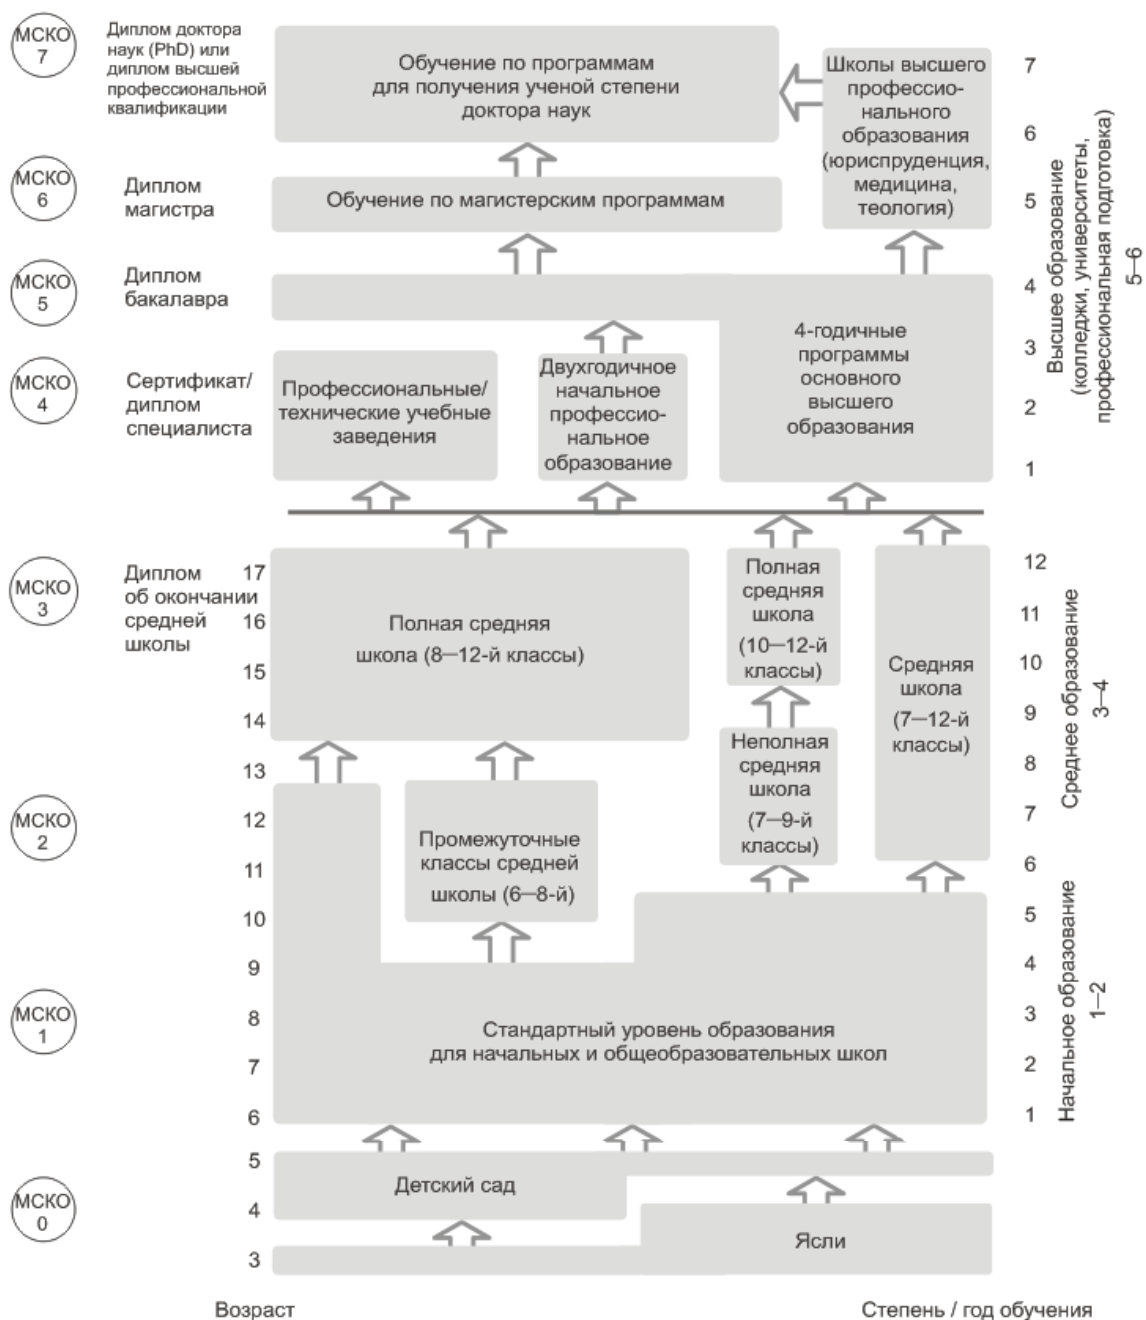 МСКО
7
Диплом доктора
наук (PhD) или
диплом высшей
профессиональной
квалификации
Обучение по программам
для получения ученой степени
доктора наук
Школы высшего
профессио-
нального
образования
(юриспруденция,
медицина,
теология)
7
6
5
МСКО
6
Диплом
магистра
Обучение по магистерским программам
Высшее образование
(колледжи, университеты,
профессиональная подготовка)
5–6
МСКО
5
Диплом
бакалавра
4-годичные
программы
основного
высшего
образования
4
3
2
1
МСКО
4
Сертификат/
диплом
специалиста
Профессиональные/
технические учебные
заведения
Двухгодичное
начальное
профессио-
нальное
образование
МСКО
3
Диплом
об окончании
средней
школы
17
16
15
14
13
12
11
10
9
8
7
6
5
4
3
Полная средняя
школа (8–12-й классы)
Полная
средняя
школа
(10–12-й
классы)
Средняя
школа
(7–12-й
классы)
Неполная
средняя
школа
(7–9-й
классы)
12
11
10
9
8
7
6
5
4
3
2
1
Среднее образование
3–4
МСКО
2
Промежуточные
классы средней
школы (6–8-й)
Начальное образование
1–2
МСКО
1
Стандартный уровень образования
для начальных и общеобразовательных школ
МСКО
0
Детский сад
Ясли
Возраст
Степень / год обучения